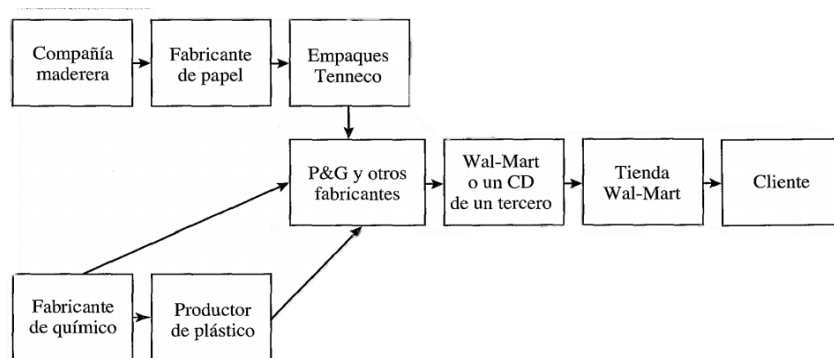 Compañía
maderera
Fabricante
de papel
Empaques
Tenneco
P&G y otros
fabricantes
Wal-Mart
o un CD
de un tercero
Tienda
Wal-Mart
Cliente
Fabricante
de químico
Productor
de plástico